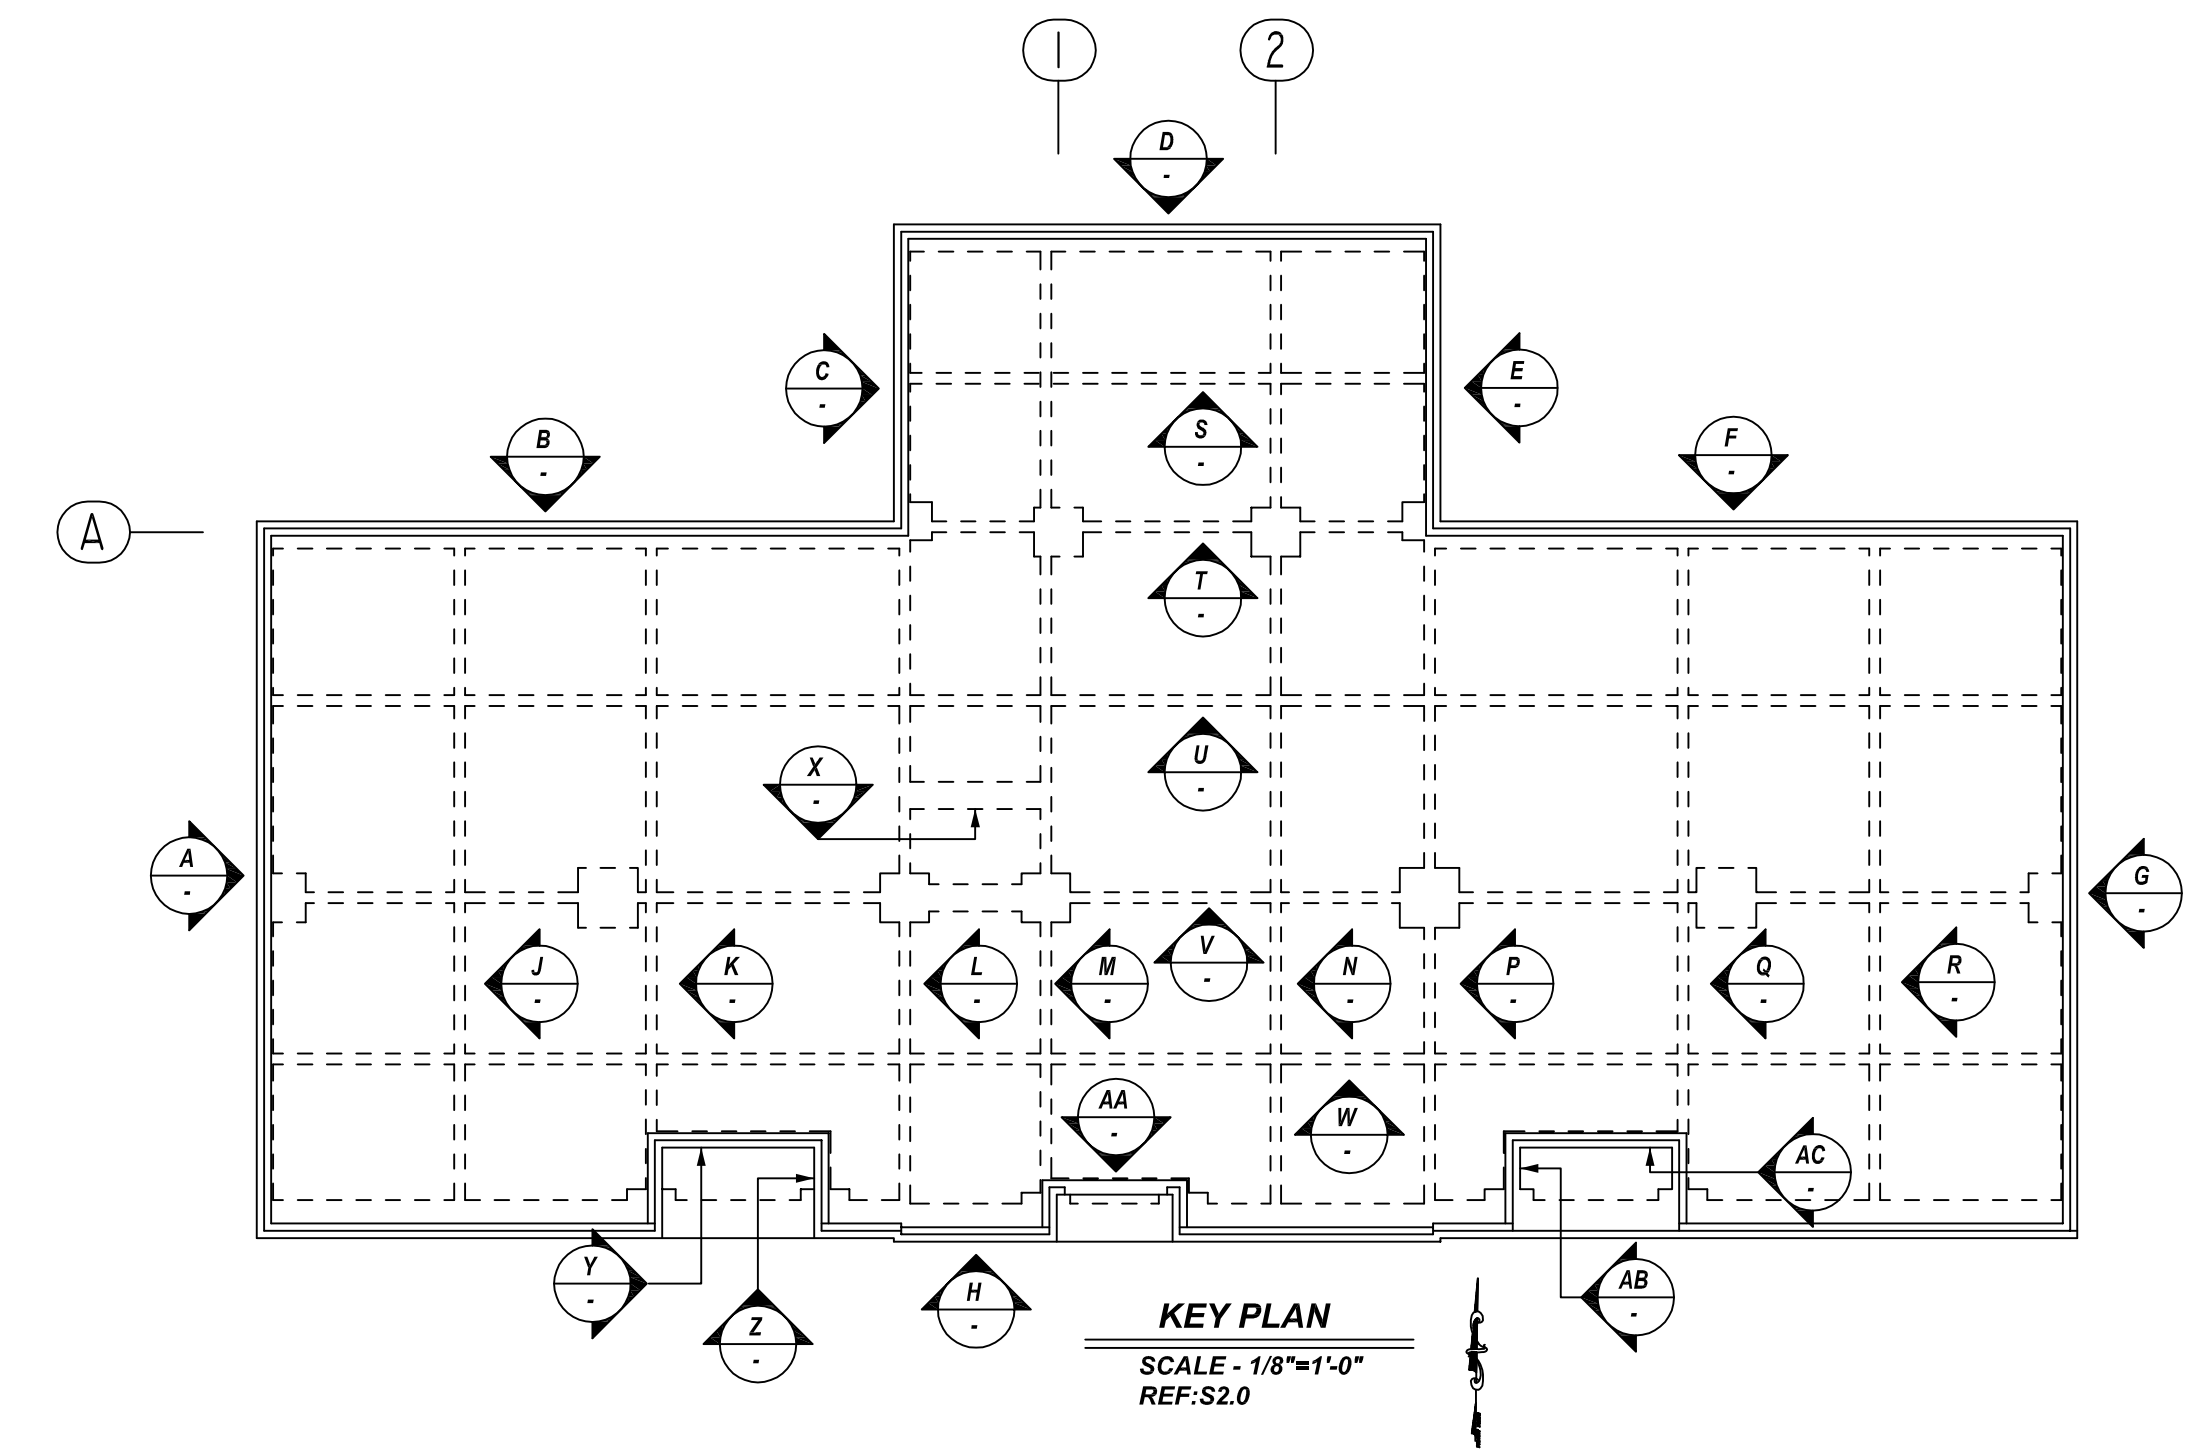 1
2
D
-
C
-
E
-
B
-
F
-
S
-
A
T
-
X
-
U
-
A
-
G
-
J
-
K
-
L
-
M
-
V
-
N
-
P
-
Q
-
R
-
AA
-
W
-
AC
-
Y
-
Z
-
H
-
AB
-
KEY PLAN
SCALE - 1/8"=1'-0"
REF:S2.0